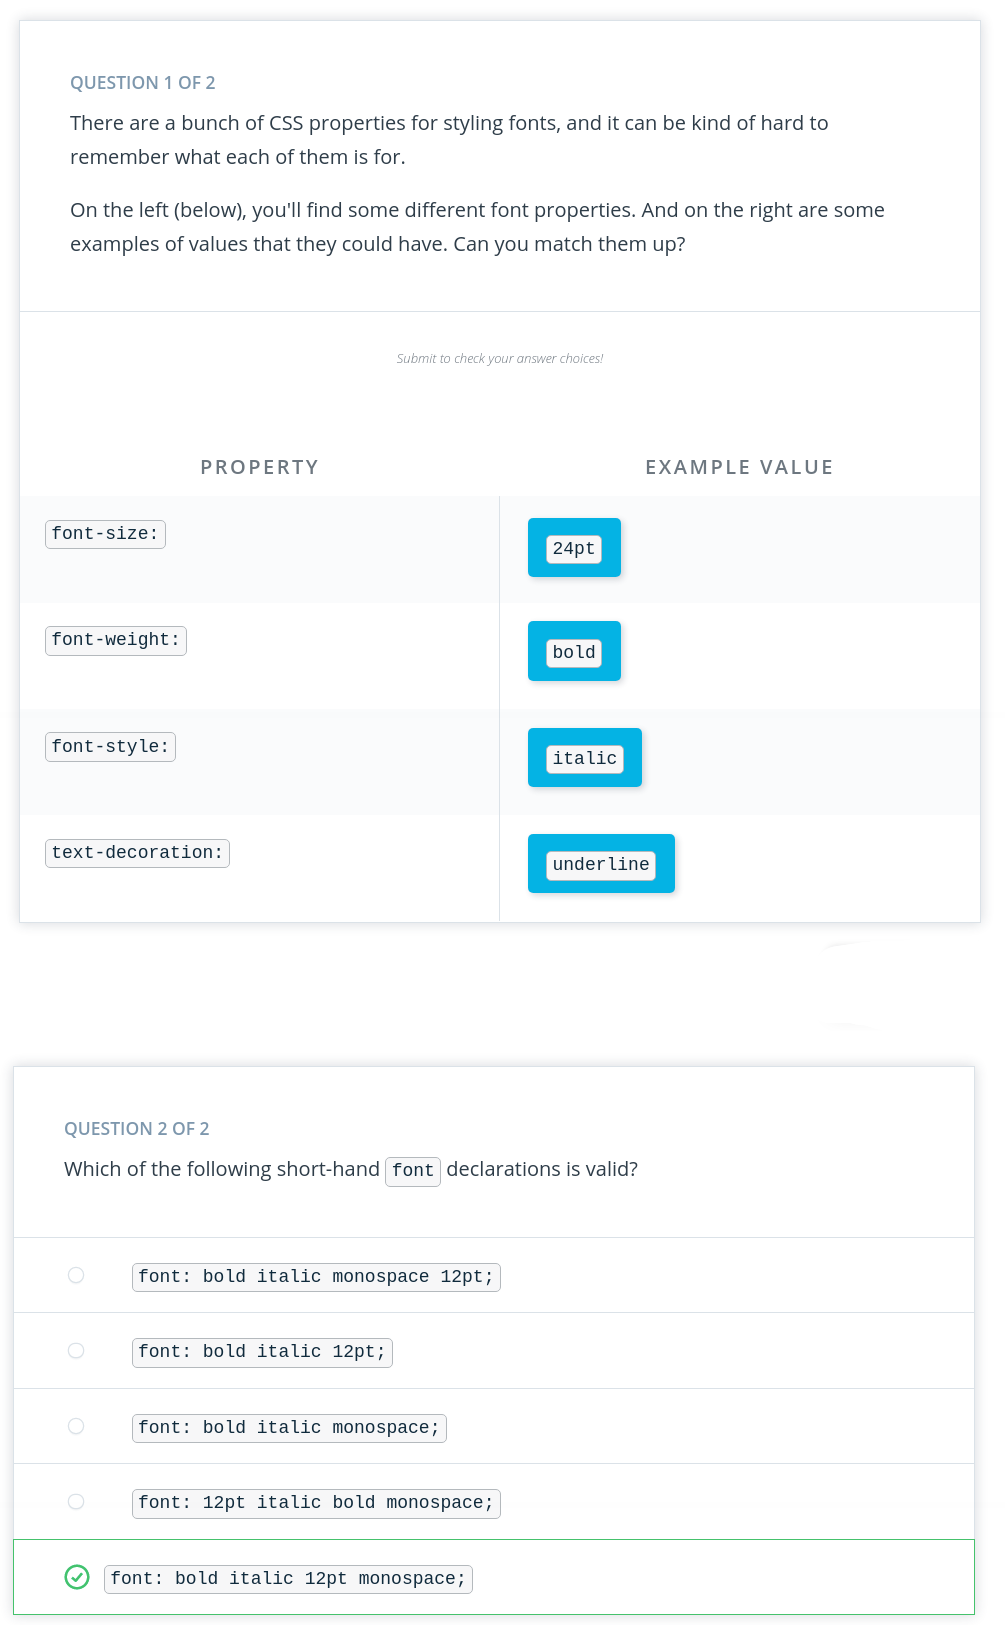 QUESTION 1 OF 2
There are a bunch of CSS properties for styling fonts, and it can be kind of hard to
remember what each of them is for.
On the left (below), you'll find some different font properties. And on the right are some
examples of values that they could have. Can you match them up?
Submit to check your answer choices!
PROPERTY EXAMPLE VALUE
font-size: 24pt
font-weight: bold
font-style: italic
text-decoration: underline
QUESTION 2 OF 2
Which of the following short-hand font declarations is valid?
font: bold italic monospace 12pt;
font: bold italic 12pt;
font: bold italic monospace;
font: 12pt italic bold monospace;
font: bold italic 12pt monospace;